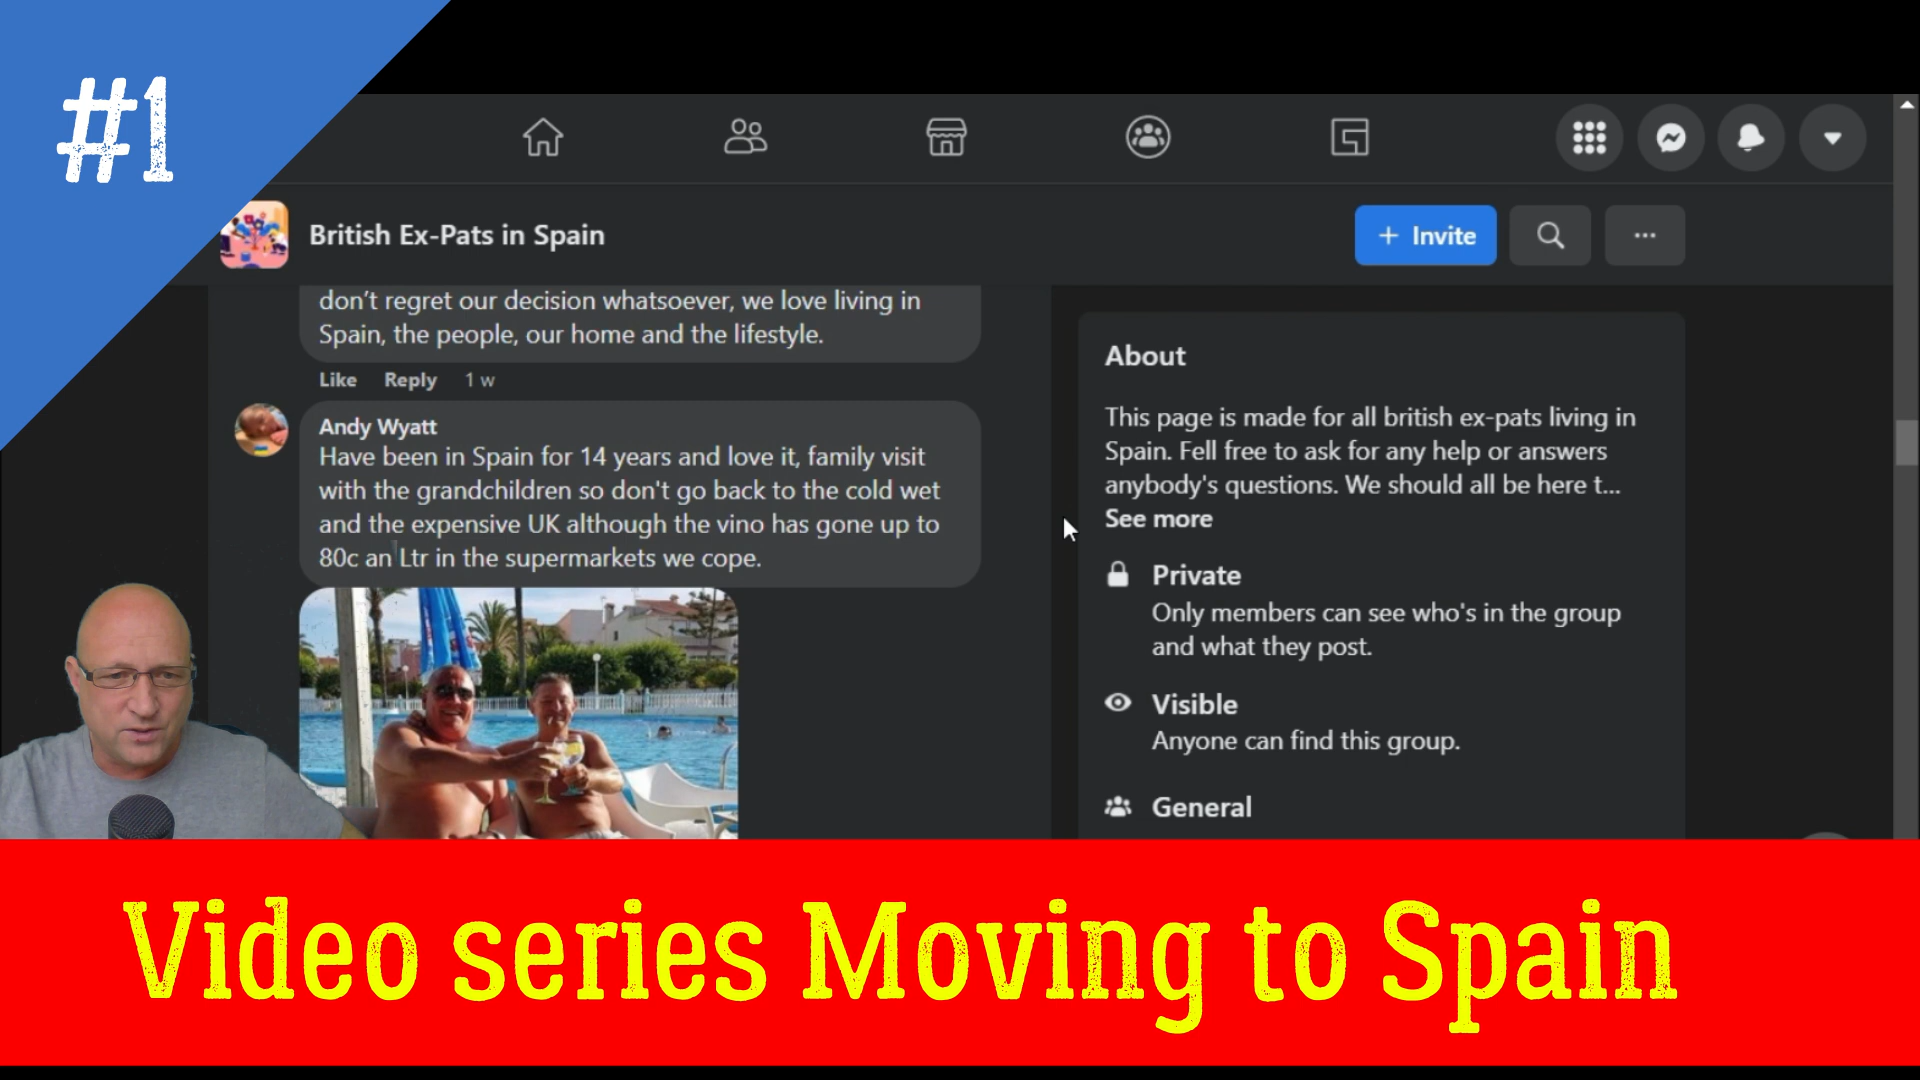 #1
British Ex-Pats in Spain
+ Invite
don't regret our decision whatsoever, we love living in
Spain, the people, our home and the lifestyle.
Like Reply 1 w
Andy Wyatt
Have been in Spain for 14 years and love it, family visit
with the grandchildren so don't go back to the cold wet
and the expensive UK although the vino has gone up to
80c an Ltr in the supermarkets we cope.
About
This page is made for all british ex-pats living in
Spain. Fell free to ask for any help or answers
anybody's questions. We should all be here t...
See more
Private
Only members can see who's in the group
and what they post.
Visible
Anyone can find this group.
General
Video series Moving to Spain